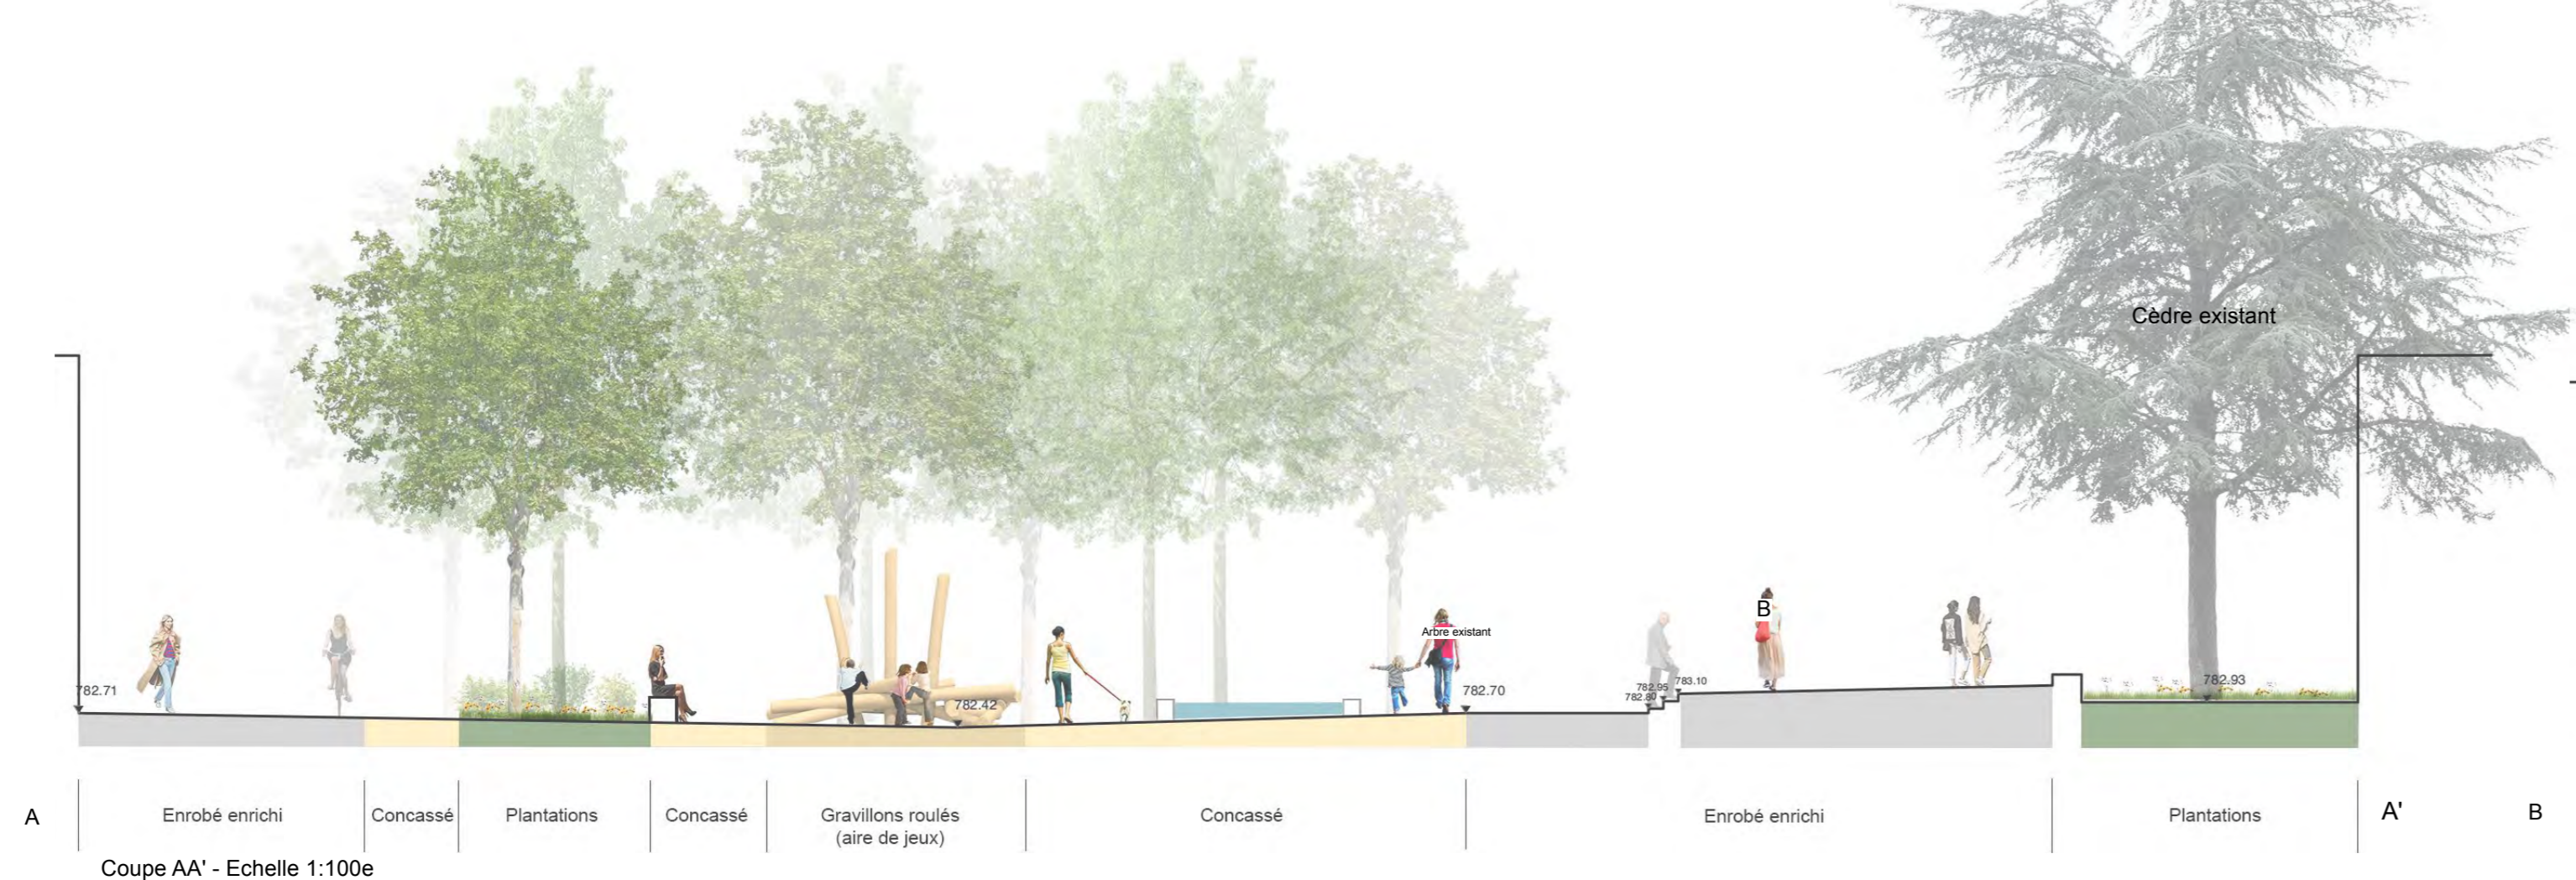 Cèdre existant
B
Arbre existant
782.71
782.42
782.70
782.80
782.95
783.10
782.93
A
Enrobé enrichi
Concassé
Plantations
Concassé
Gravillons roulés
(aire de jeux)
Concassé
Enrobé enrichi
Plantations
A'
B
Coupe AA' - Echelle 1:100e